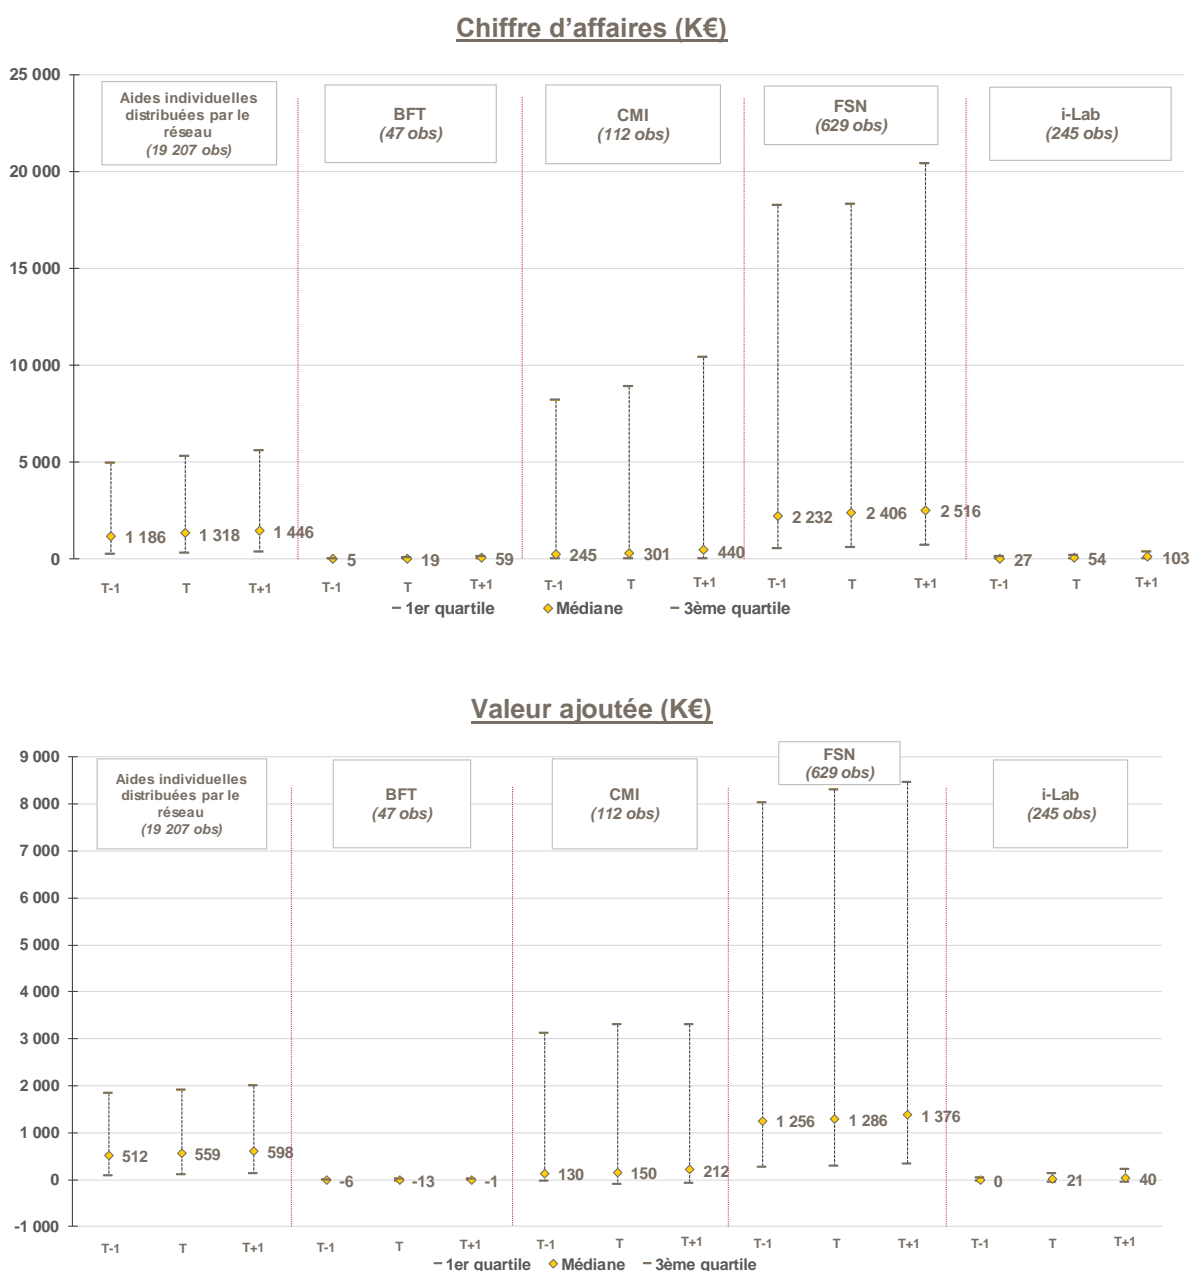 Chiffre d’affaires (K€)
25 000
20 000
15 000
10 000
5 000
0
Aides individuelles
distribuées par le
réseau
(19 207 obs)
BFT
(47 obs)
CMI
(112 obs)
FSN
(629 obs)
i-Lab
(245 obs)
1 186
1 318
1 446
5
19
59
245
301
440
2 232
2 406
2 516
27
54
103
T-1 T T+1 T-1 T T+1 T-1 T T+1 T-1 T T+1 T-1 T T+1
1er quartile Médiane 3ème quartile
Valeur ajoutée (K€)
9 000
8 000
7 000
6 000
5 000
4 000
3 000
2 000
1 000
0
-1 000
Aides individuelles
distribuées par le
réseau
(19 207 obs)
BFT
(47 obs)
CMI
(112 obs)
FSN
(629 obs)
i-Lab
(245 obs)
512
559
598
-6
-13
-1
130
150
212
1 256
1 286
1 376
0
21
40
T-1 T T+1 T-1 T T+1 T-1 T T+1 T-1 T T+1 T-1 T T+1
1er quartile Médiane 3ème quartile